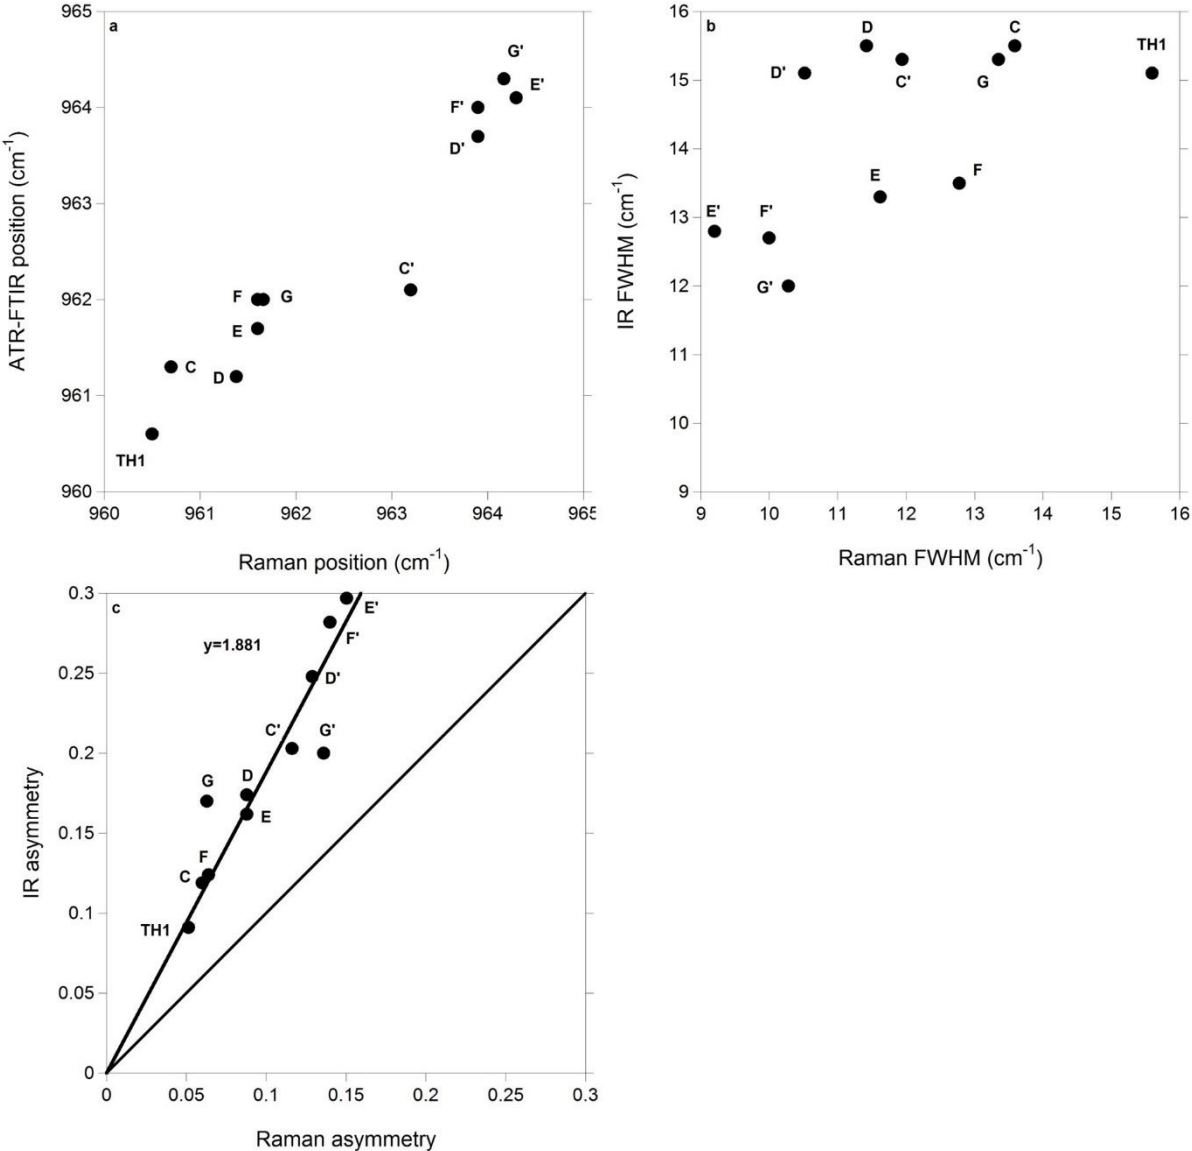 a
965
964
963
962
961
960
ATR-FTIR position (cm⁻¹)
G'
E'
F'
D'
C'
F
G
E
C
D
TH1
960
961
962
963
964
965
Raman position (cm⁻¹)
b
16
15
14
13
12
11
10
9
IR FWHM (cm⁻¹)
D
C
TH1
D'
C'
G
F
E
E'
F'
G'
9
10
11
12
13
14
15
16
Raman FWHM (cm⁻¹)
c
0.3
0.25
0.2
0.15
0.1
0.05
0
IR asymmetry
y=1.881
E'
F'
D'
C'
G'
G
D
E
F
C
TH1
0
0.05
0.1
0.15
0.2
0.25
0.3
Raman asymmetry